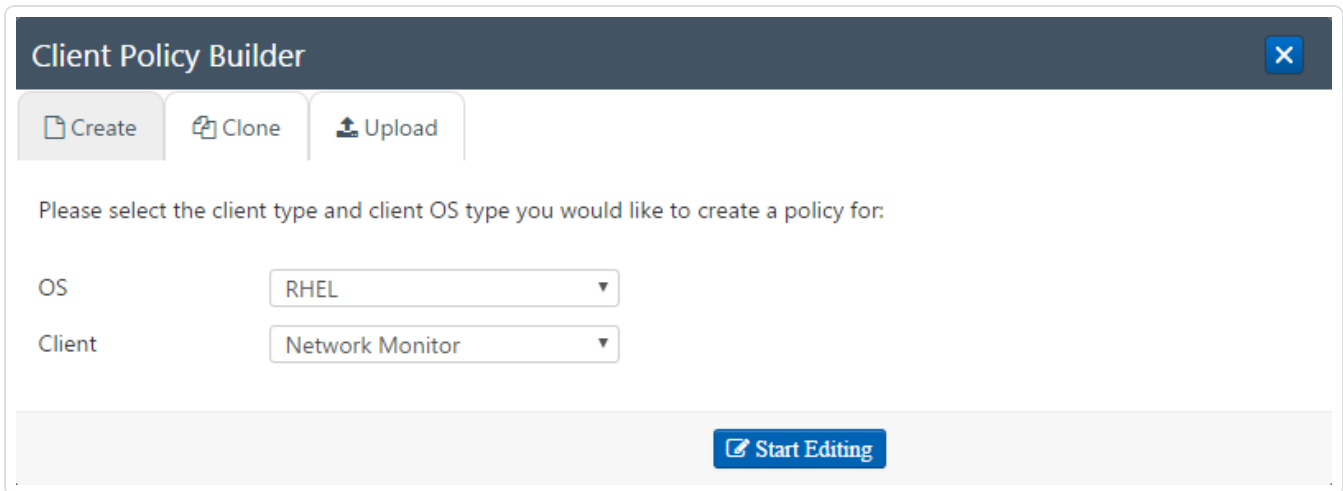 Client Policy Builder
Create Clone Upload
Please select the client type and client OS type you would like to create a policy for:
OS RHEL
Client Network Monitor
Start Editing